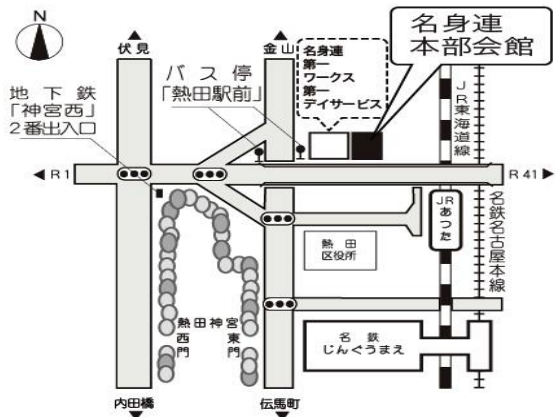 N
伏見
金山
名身連
第一
ワークス
第一
デイサービス
名身連
本部会館
地下鉄
「神宮西」
2番出入口
バス停
「熱田駅前」
JR東海道線
R1
R41
JR
あつた
名鉄名古屋本線
熱田
区役所
熱田神宮
西門
東門
名鉄
じんぐうまえ
内田橋
伝馬町